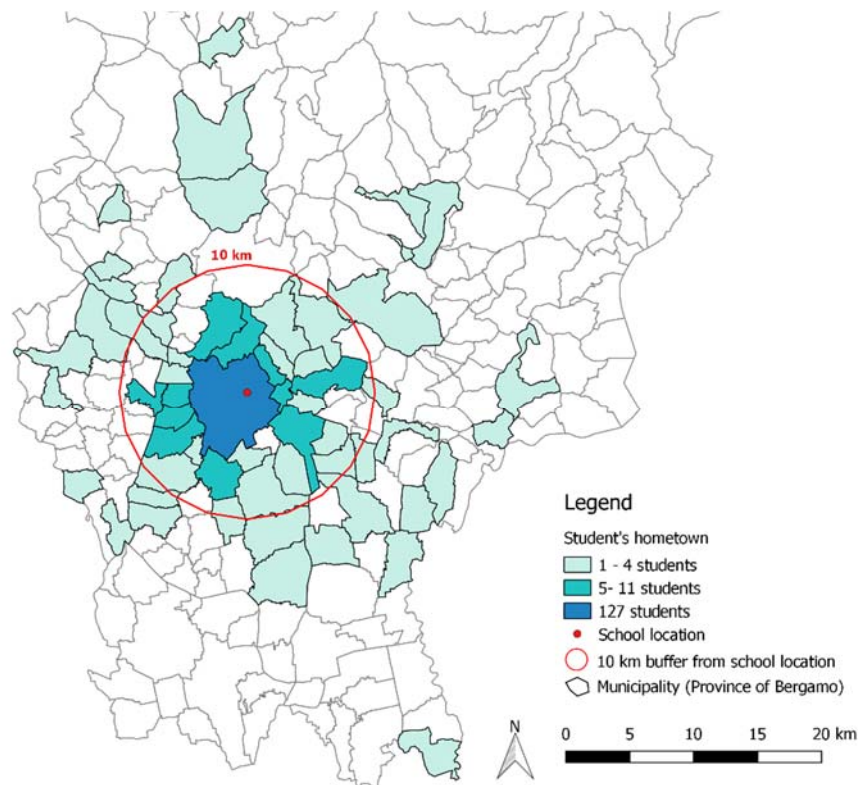 10 km
Legend
Student's hometown
1 - 4 students
5- 11 students
127 students
School location
10 km buffer from school location
Municipality (Province of Bergamo)
N
0 5 10 15 20 km